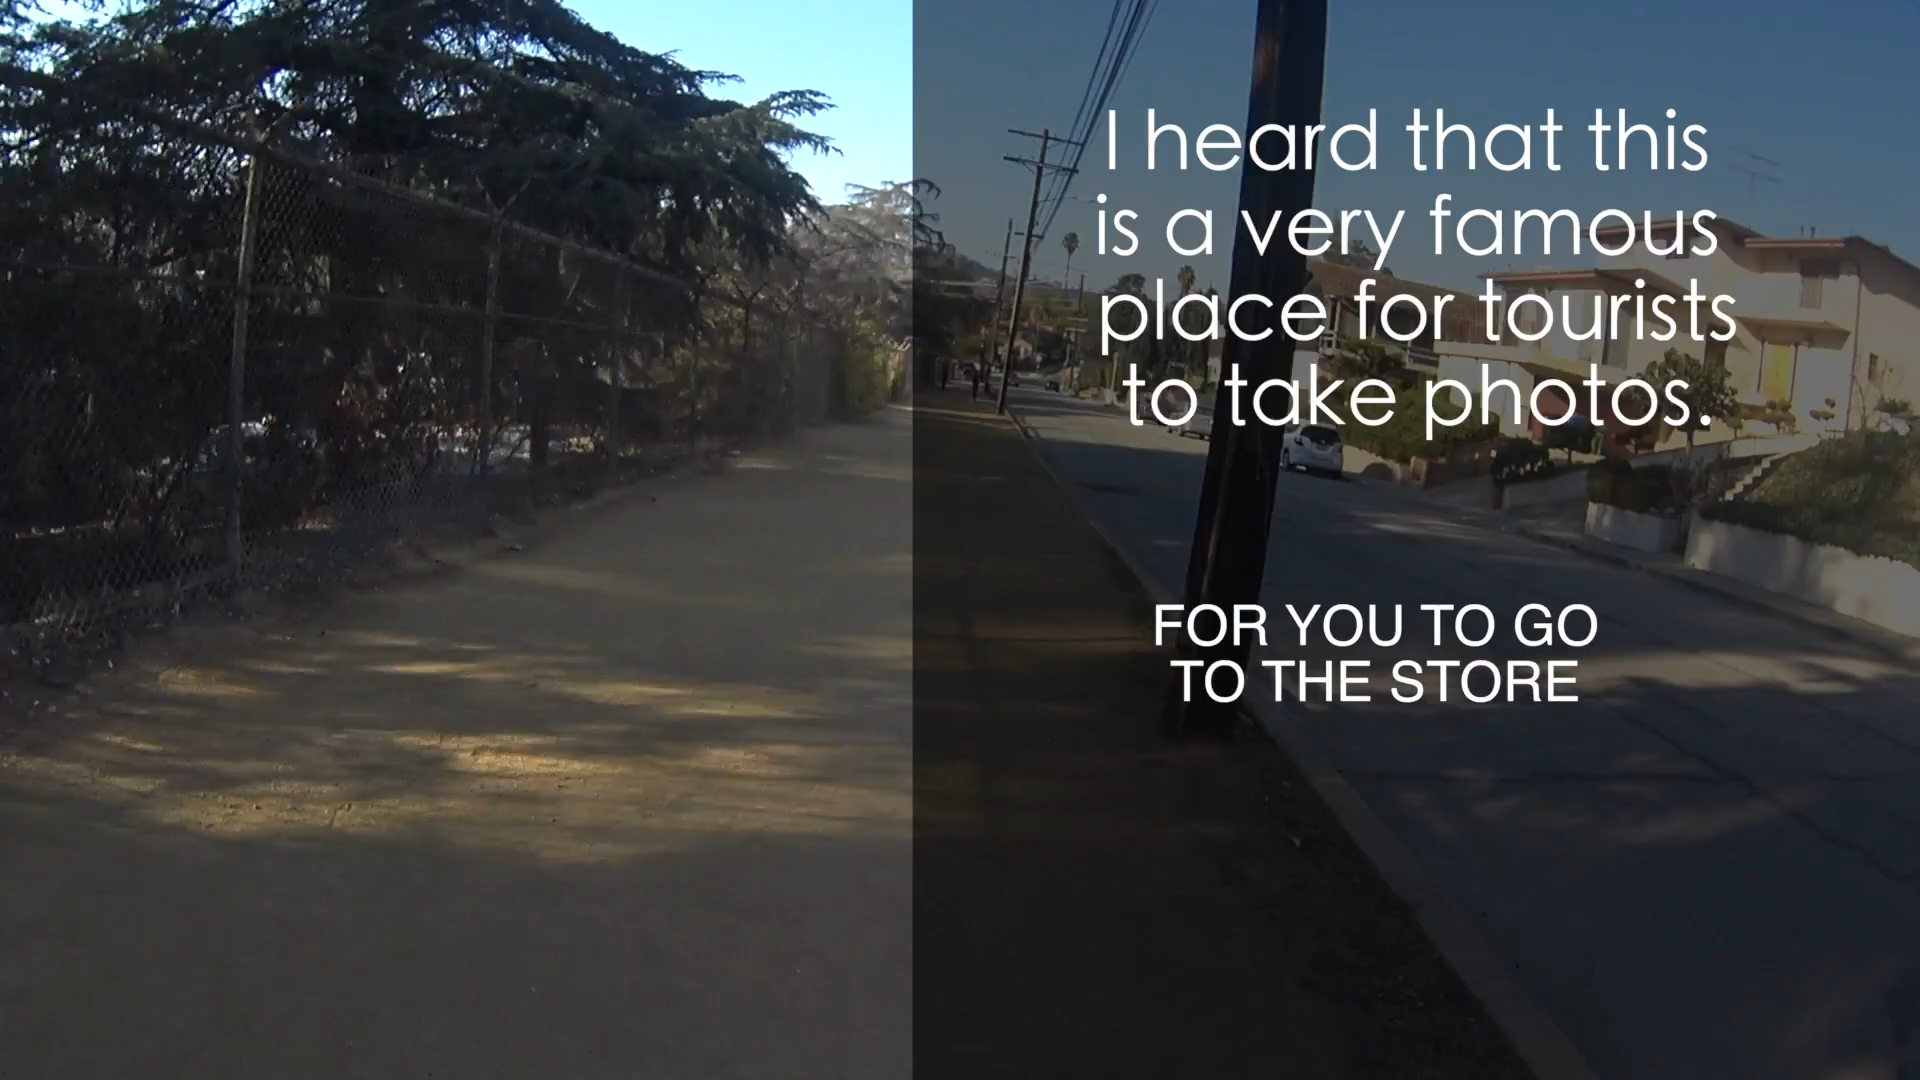 I heard that this
is a very famous
place for tourists
to take photos.
FOR YOU TO GO
TO THE STORE